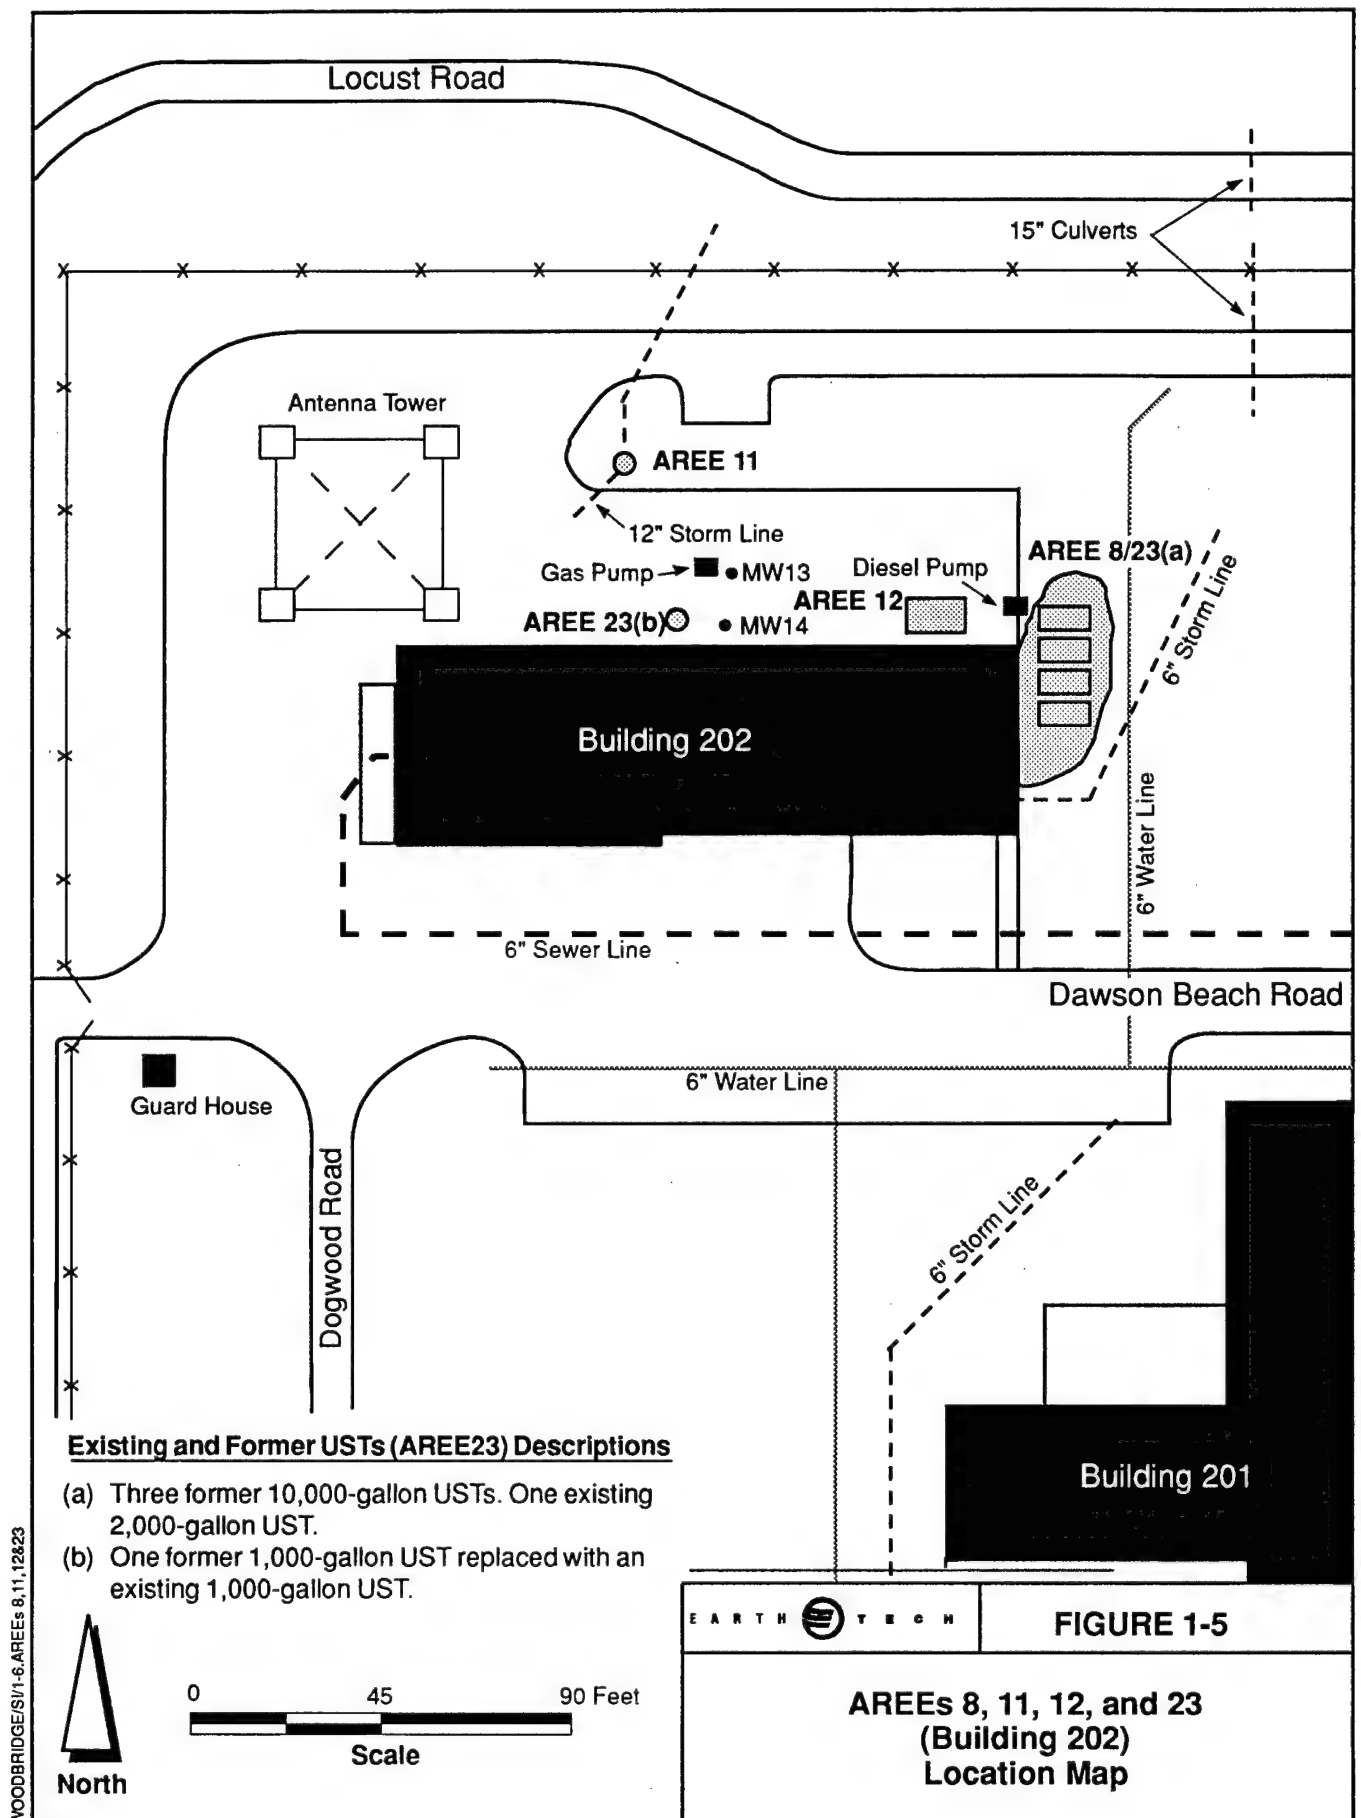 Locust Road
15" Culverts
Antenna Tower
AREE 11
12" Storm Line
Gas Pump
MW13
Diesel Pump
AREE 8/23(a)
AREE 12
AREE 23(b)
MW14
6" Storm Line
Building 202
6" Water Line
6" Sewer Line
Dawson Beach Road
6" Water Line
Guard House
Dogwood Road
6" Storm Line
Building 201
Existing and Former USTs (AREE23) Descriptions
(a) Three former 10,000-gallon USTs. One existing
2,000-gallon UST.
(b) One former 1,000-gallon UST replaced with an
existing 1,000-gallon UST.
WOODBRIDGE/SI/1-6.AREEs 8,11,12&23
North
0 45 90 Feet
Scale
EARTH TECH
FIGURE 1-5
AREEs 8, 11, 12, and 23
(Building 202)
Location Map